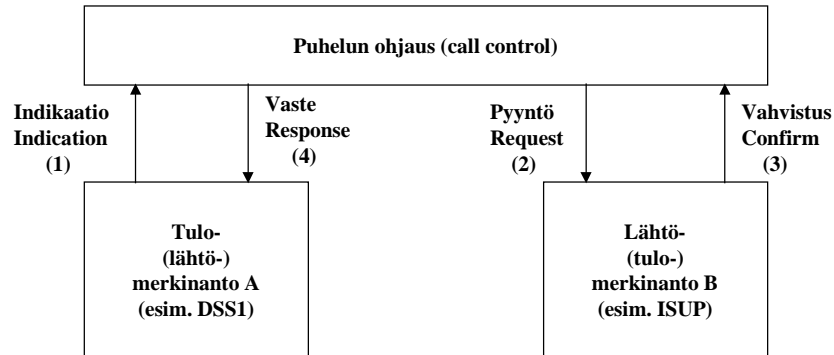 Puhelun ohjaus (call control)
Indikaatio
Indication
(1)
Vaste
Response
(4)
Pyyntö
Request
(2)
Vahvistus
Confirm
(3)
Tulo-
(lähtö-)
merkinanto A
(esim. DSS1)
Lähtö-
(tulo-)
merkinanto B
(esim. ISUP)